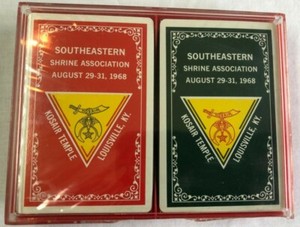 SOUTHEASTERN
SHRINE ASSOCIATION
AUGUST 29-31, 1968
KOSAIR TEMPLE
LOUISVILLE, KY.
SOUTHEASTERN
SHRINE ASSOCIATION
AUGUST 29-31, 1968
KOSAIR TEMPLE
LOUISVILLE, KY.